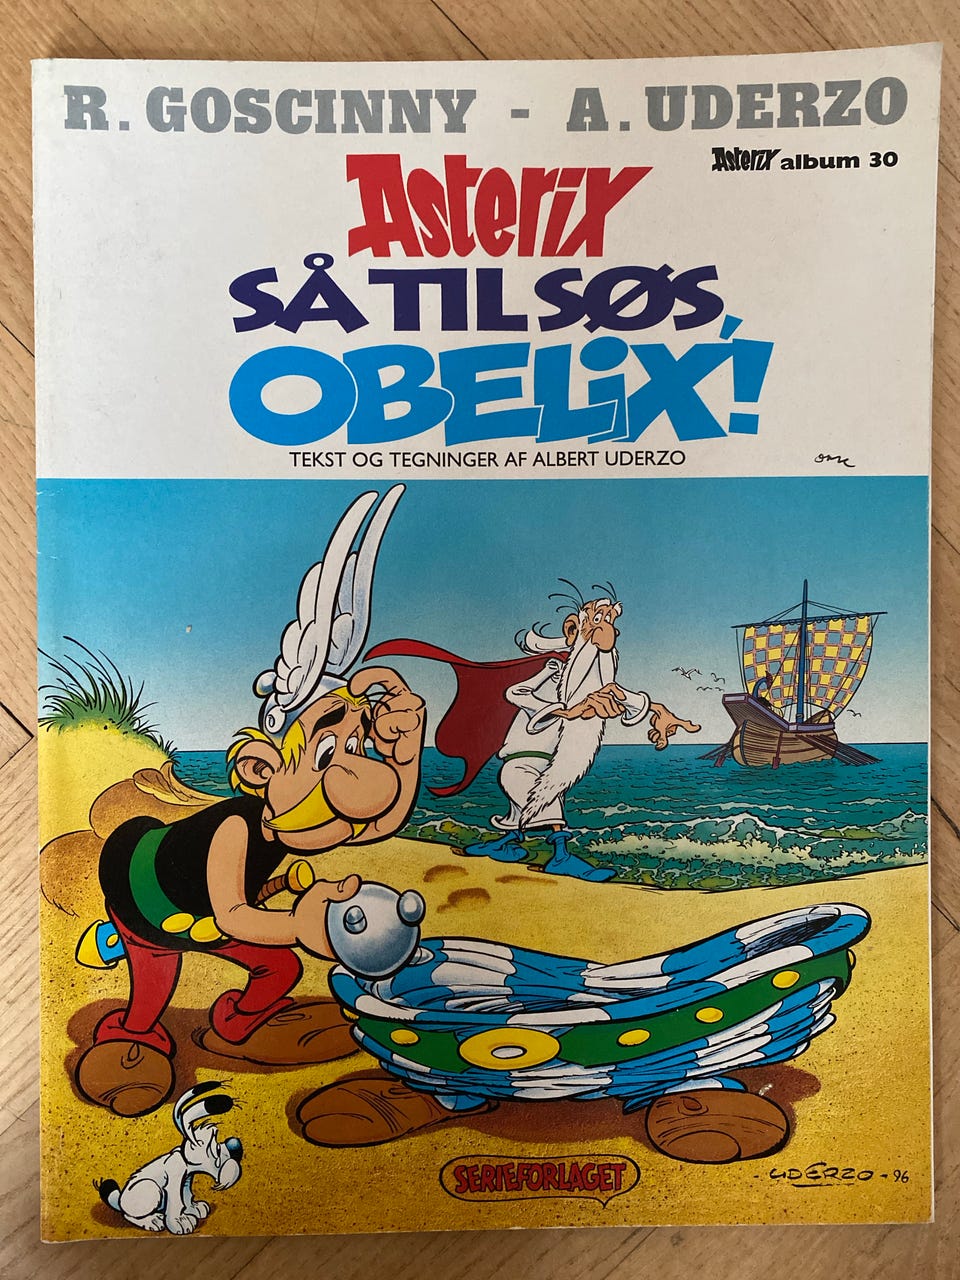 R. GOSCINNY - A. UDERZO
Asterix album 30
Asterix
SÅ TIL SØS,
OBELiX!
TEKST OG TEGNINGER AF ALBERT UDERZO
SERIEFORLAGET
- UDERZO - 96